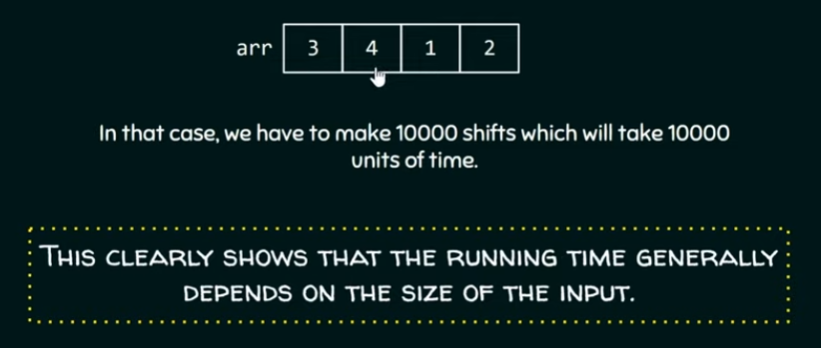 arr 3 4 1 2
In that case, we have to make 10000 shifts which will take 10000
units of time.
THIS CLEARLY SHOWS THAT THE RUNNING TIME GENERALLY
DEPENDS ON THE SIZE OF THE INPUT.